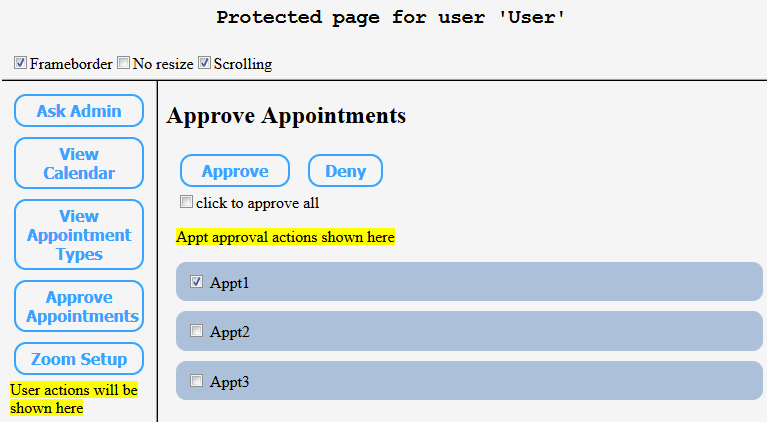 Protected page for user 'User'
Frameborder No resize Scrolling
Ask Admin
View
Calendar
View
Appointment
Types
Approve
Appointments
Zoom Setup
User actions will be
shown here
Approve Appointments
Approve Deny
click to approve all
Appt approval actions shown here
Appt1
Appt2
Appt3